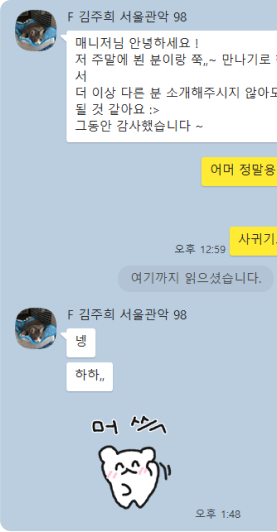 F 김주희 서울관악 98
매니저님 안녕하세요 !
저 주말에 뵌 분이랑 쭉,,~ 만나기로
서
더 이상 다른 분 소개해주시지 않아도
될 것 같아요 :>
그동안 감사했습니다 ~
어머 정말용
오후 12:59
사귀기
여기까지 읽으셨습니다.
F 김주희 서울관악 98
넹
하하,,
머쓱
오후 1:48